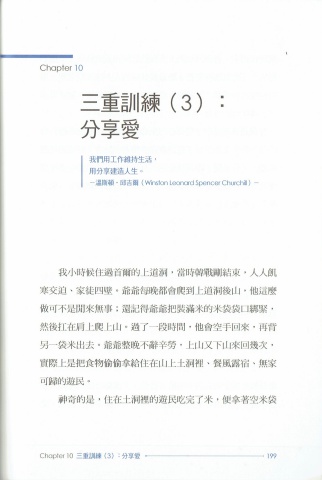 Chapter 10
三重訓練（3）：
分享愛
我們用工作維持生活，
用分享建造人生。
－溫斯頓・邱吉爾（Winston Leonard Spencer Churchill）－
我小時候住過首爾的上道洞，當時韓戰剛結束，人人飢
寒交迫、家徒四壁，爺爺每晚都會爬到上道洞後山，他這麼
做可不是閒來無事；還記得爺爺把裝滿米的米袋袋口綁緊，
然後扛在肩上爬上山，過了一段時間，他會空手回來，再背
另一袋米出去，爺爺整晚不辭辛勞，上山又下山來回幾次，
實際上是把食物偷偷拿給住在山上土洞裡、餐風露宿、無家
可歸的遊民。
神奇的是，住在土洞裡的遊民吃完了米，便拿著空米袋
Chapter 10 三重訓練（3）：分享愛
199